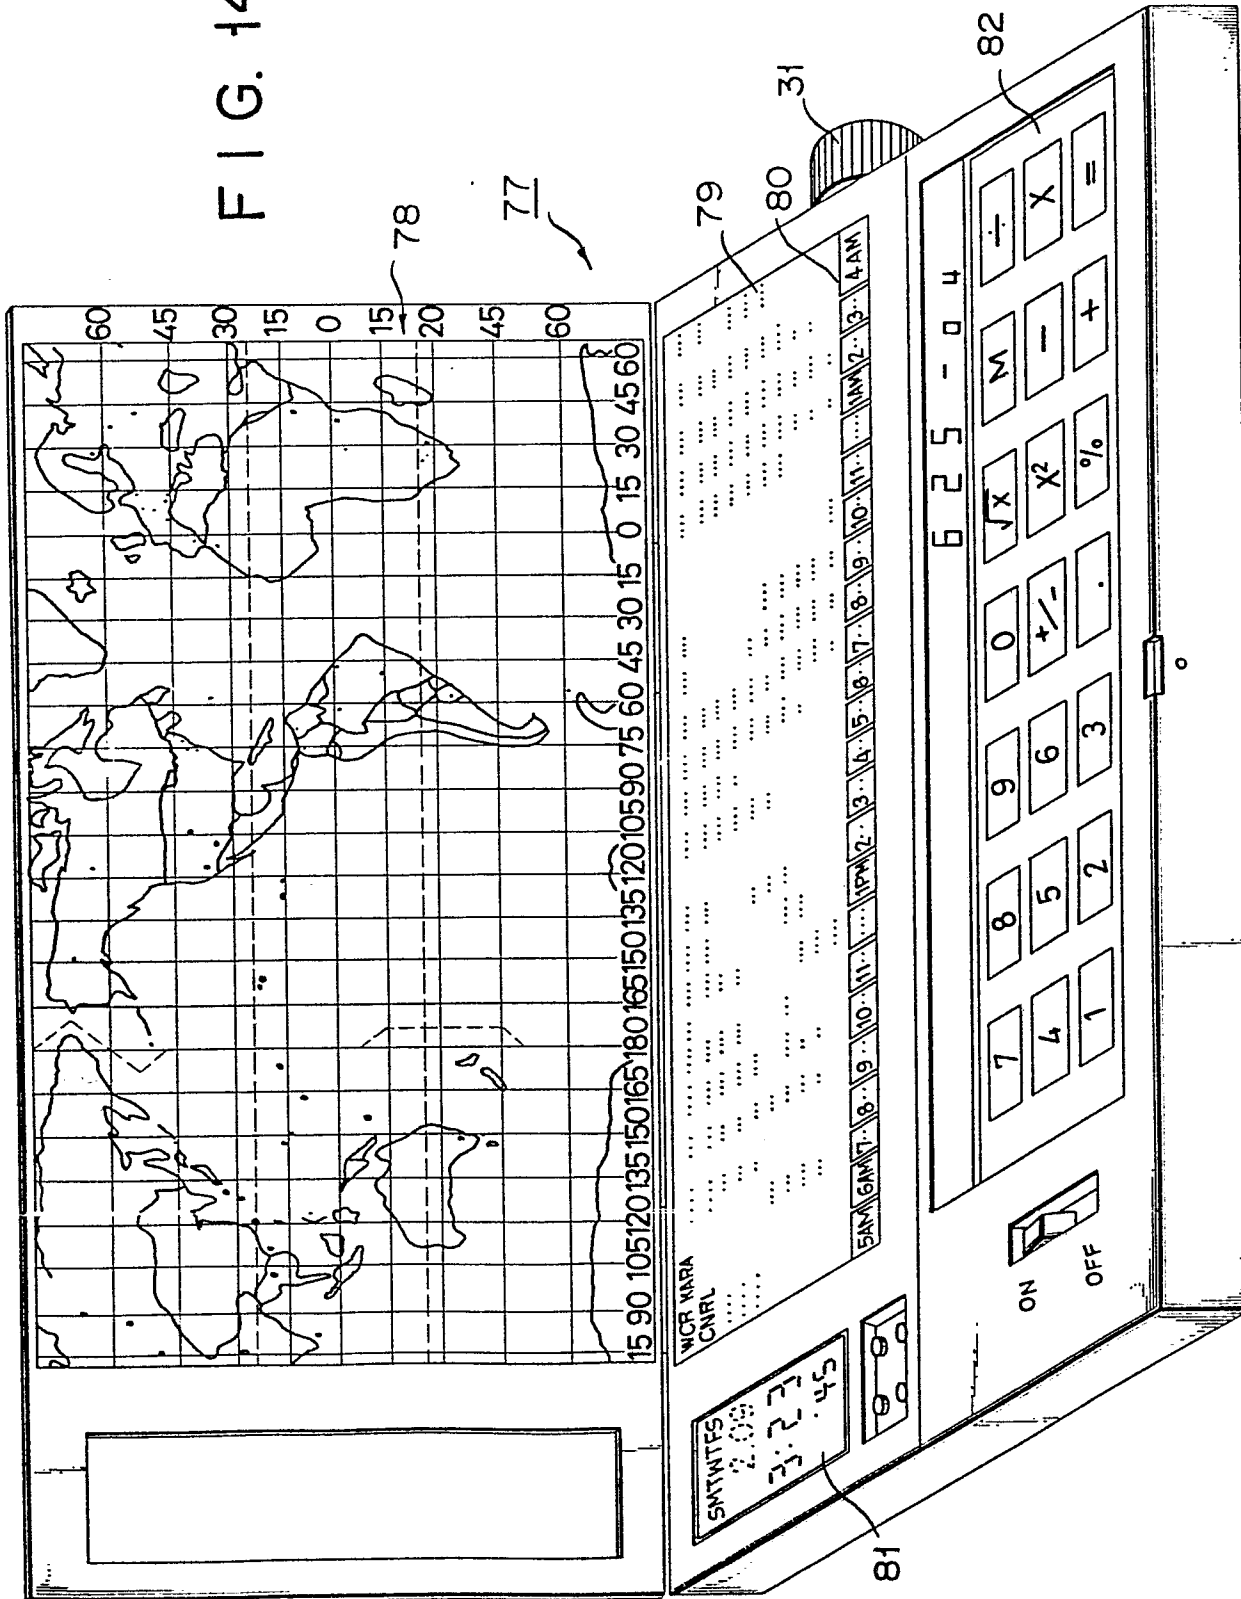 FIG. 14
77
78
60
45
30
15
0
15
20
45
60
15 90 105 120 135 150 165 180 165 150 135 120 105 90 75 60 45 30 15 0 15 30 45 60
31
79
80
WCR KARA
CNRL
5AM 6AM 7 8 9 10 11 1PM 2 3 4 5 6 7 8 9 10 11 1AM 2 3 4AM
SMTWTFS
2.09
23:23
.45
81
82
625-04
7 8 9 0 √x M ÷
4 5 6 +/- X² − X
1 2 3 . % + =
ON
OFF